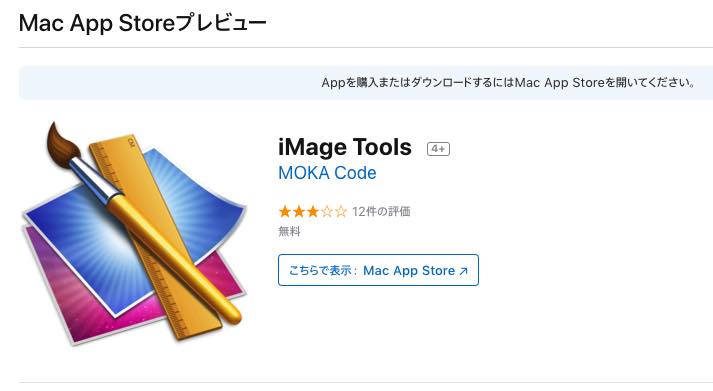 Mac App Storeプレビュー
Appを購入またはダウンロードするにはMac App Storeを開いてください。
iMage Tools 4+
MOKA Code
★★★☆☆ 12件の評価
無料
こちらで表示： Mac App Store ↗
CM